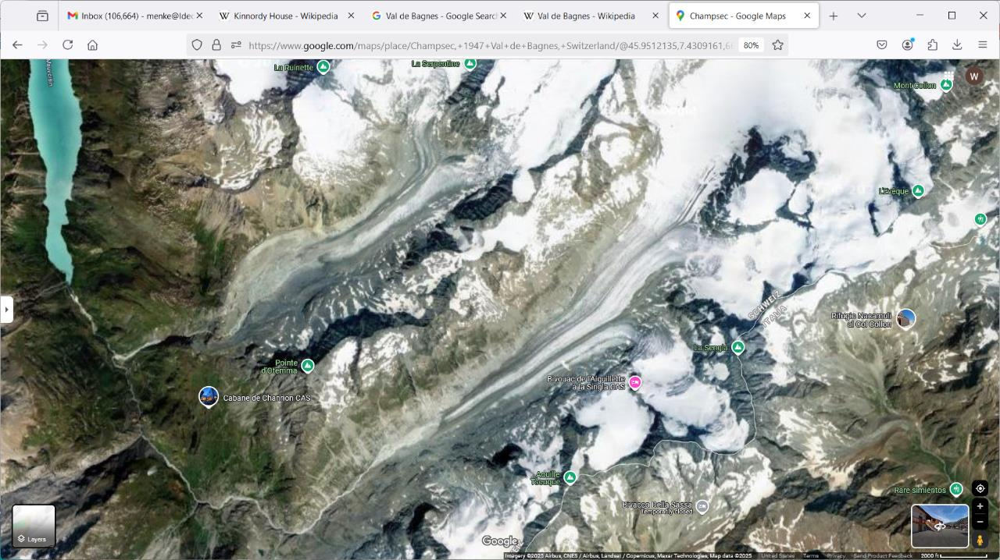 Inbox (106,664) - menke@Idec
Kinnordy House - Wikipedia
Val de Bagnes - Google Searc
Val de Bagnes - Wikipedia
Champsec - Google Maps
https://www.google.com/maps/place/Champsec,+1947+Val+de+Bagnes,+Switzerland/@45.9512135,7.4309161,6
80%
Mauvoisin
La Ruinette
La Serpentine
Mont Collon
W
L'Evêque
SCHWEIZ
ITALIA
Rifugio Nacamuli
al Col Collon
La Sengla
Pointe
d'Otemma
Bivouac de l'Aiguillette
à la Singla CAS
Cabane de Chanrion CAS
Aouille
Tseuque
Bivacco Della Sassa
Temporarily closed
Rare simientos
Layers
Google
Imagery ©2025 Airbus, CNES / Airbus, Landsat / Copernicus, Maxar Technologies, Map data ©2025
United States
Terms
Privacy
Send Product Feedback
2000 ft